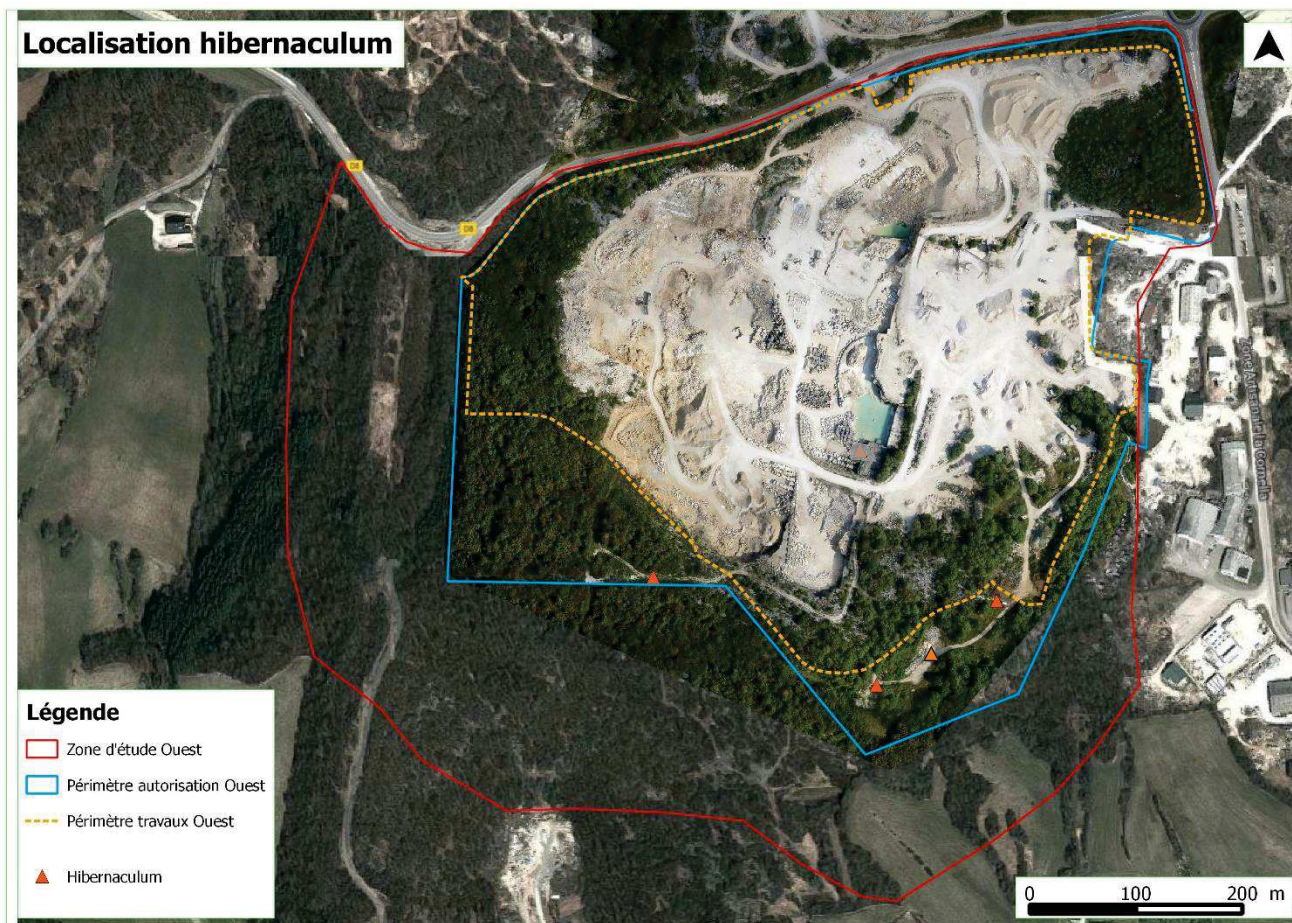 Localisation hibernaculum
D8
D8
Légende
Zone d'étude Ouest
Périmètre autorisation Ouest
Périmètre travaux Ouest
Hibernaculum
0 100 200 m